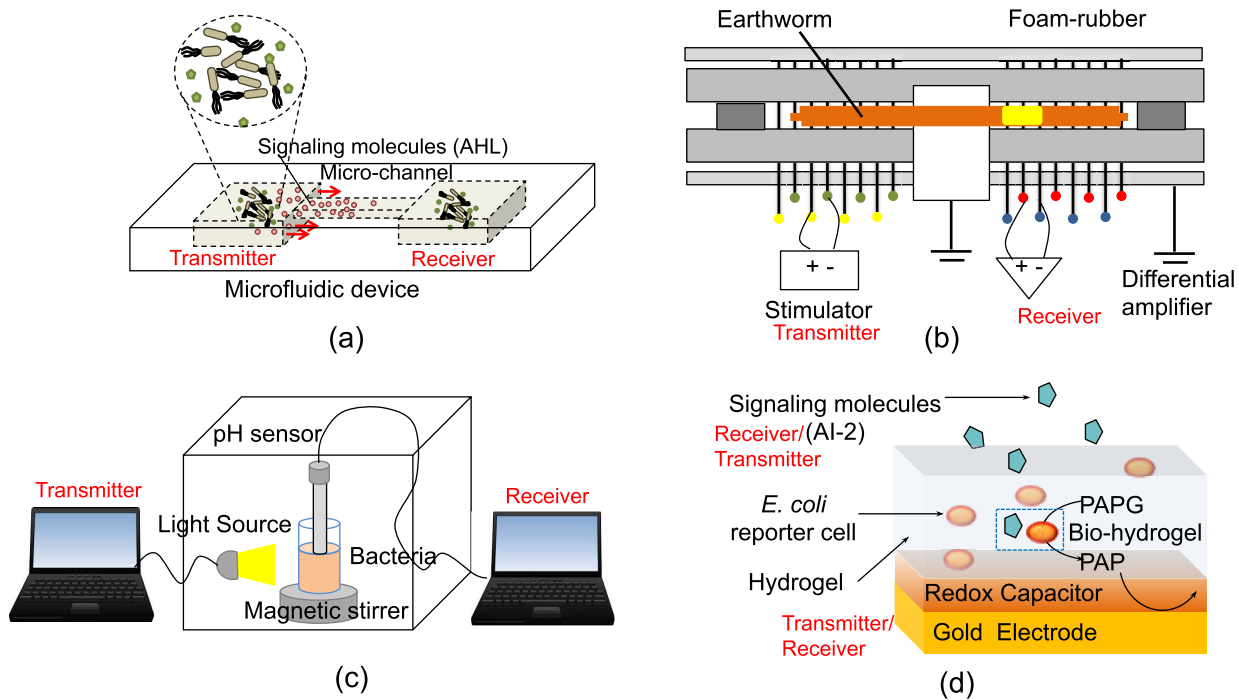 Signaling molecules (AHL)
Micro-channel
Transmitter
Receiver
Microfluidic device
(a)
Earthworm
Foam-rubber
+ -
Stimulator
Transmitter
+ -
Receiver
Differential
amplifier
(b)
pH sensor
Transmitter
Light Source
Bacteria
Magnetic stirrer
Receiver
(c)
Signaling molecules
Receiver/(AI-2)
Transmitter
E. coli
reporter cell
PAPG
Bio-hydrogel
PAP
Hydrogel
Redox Capacitor
Transmitter/
Receiver
Gold Electrode
(d)